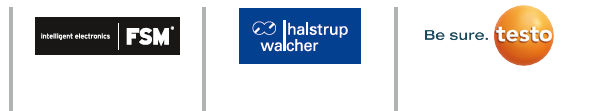 intelligent electronics FSM®
halstrup
walcher
Be sure. testo